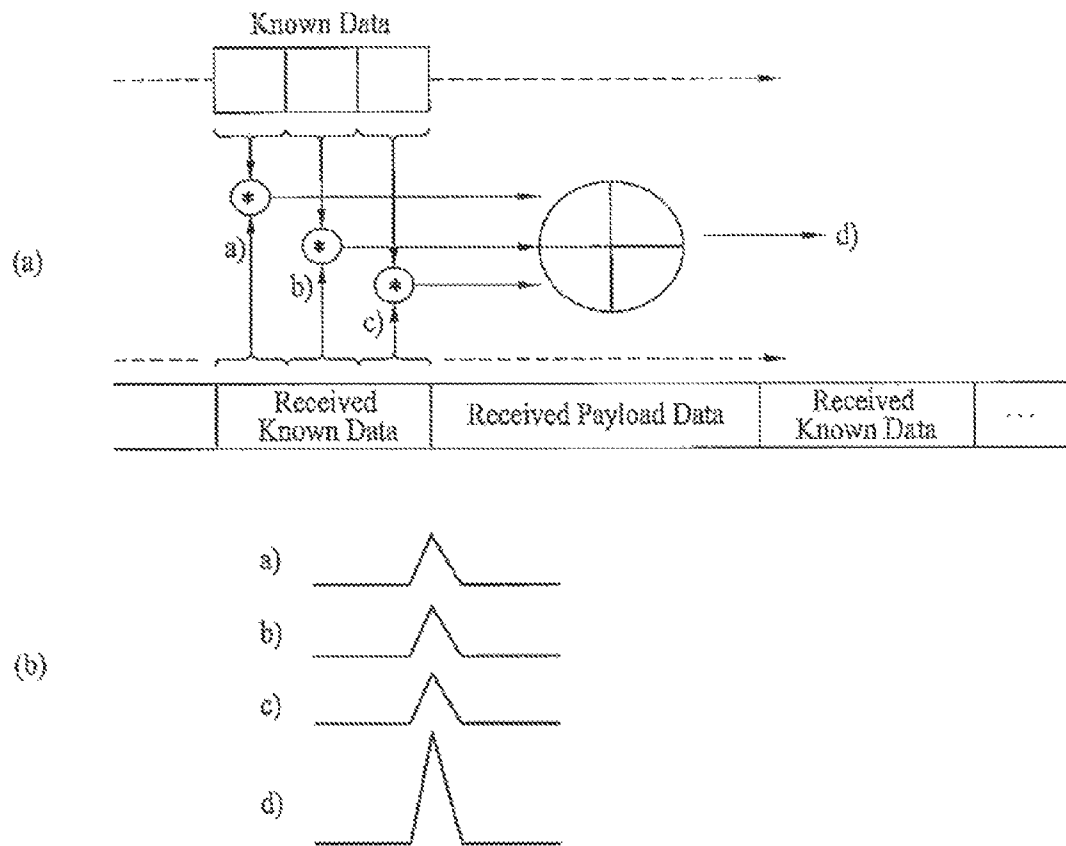 Known Data
*
a)
*
b)
*
c)
d)
(a)
Received
Known Data
Received Payload Data
Received
Known Data
...
(b)
a)
b)
c)
d)